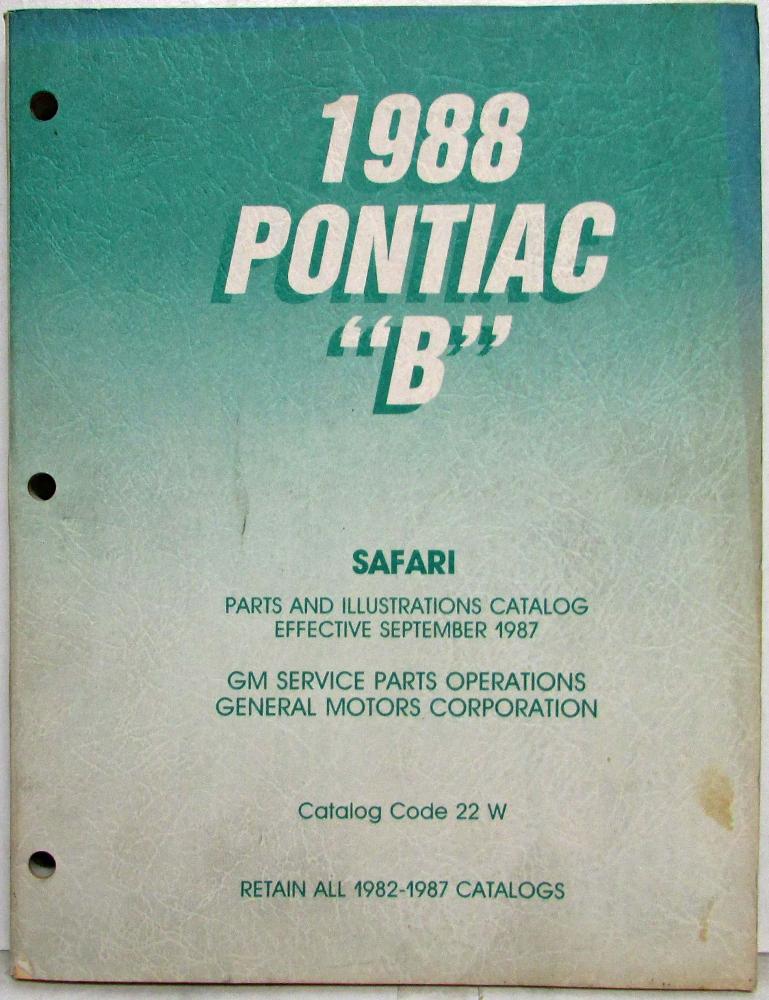 1988
PONTIAC
“B”
SAFARI
PARTS AND ILLUSTRATIONS CATALOG
EFFECTIVE SEPTEMBER 1987
GM SERVICE PARTS OPERATIONS
GENERAL MOTORS CORPORATION
Catalog Code 22 W
RETAIN ALL 1982-1987 CATALOGS